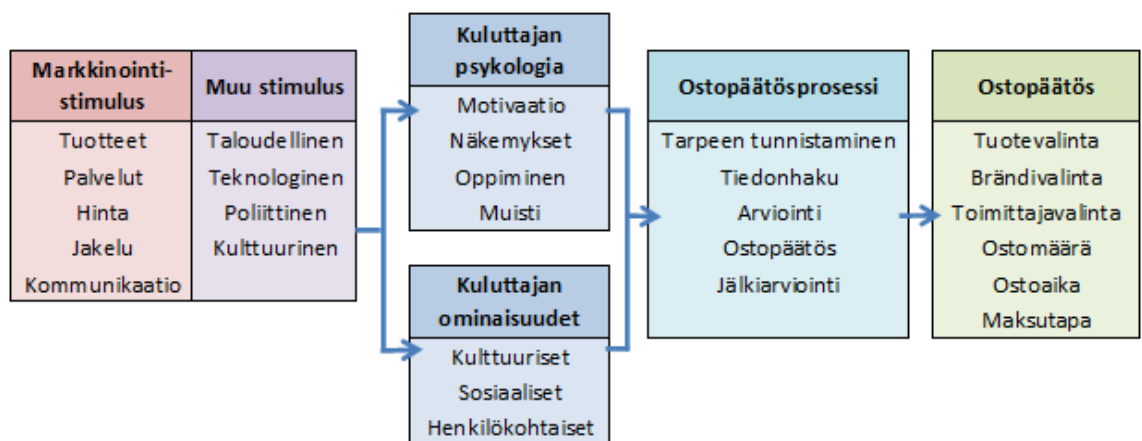 Markkinointi-
stimulus
Tuotteet
Palvelut
Hinta
Jakelu
Kommunikaatio
Muu stimulus
Taloudellinen
Teknologinen
Poliittinen
Kulttuurinen
Kuluttajan
psykologia
Motivaatio
Näkemykset
Oppiminen
Muisti
Kuluttajan
ominaisuudet
Kulttuuriset
Sosiaaliset
Henkilökohtaiset
Ostopäätösprosessi
Tarpeen tunnistaminen
Tiedonhaku
Arviointi
Ostopäätös
Jälkiarviointi
Ostopäätös
Tuotevalinta
Brändivalinta
Toimittajavalinta
Ostomäärä
Ostoaika
Maksutapa